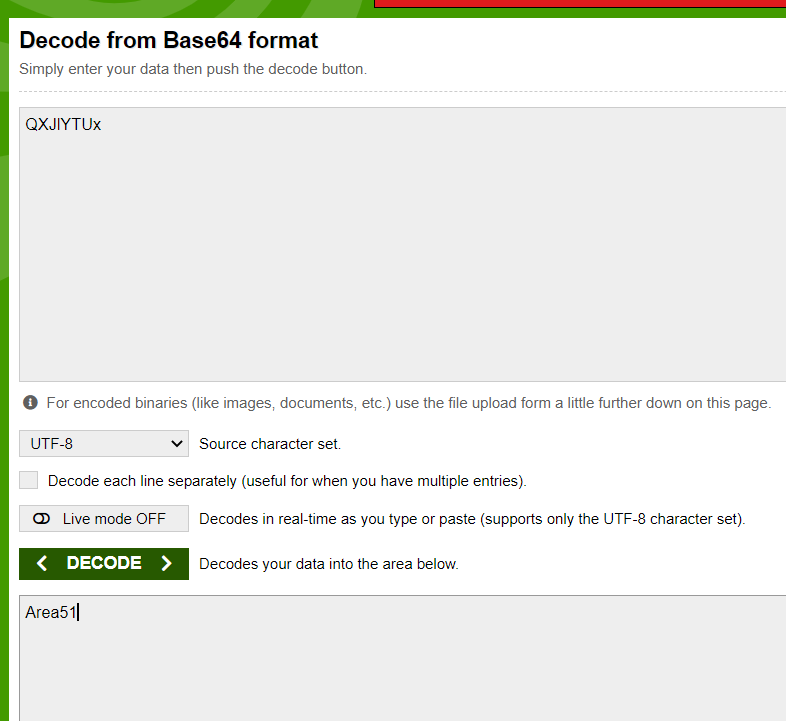 Decode from Base64 format
Simply enter your data then push the decode button.
QXJlYTUx
For encoded binaries (like images, documents, etc.) use the file upload form a little further down on this page.
UTF-8 Source character set.
Decode each line separately (useful for when you have multiple entries).
Live mode OFF Decodes in real-time as you type or paste (supports only the UTF-8 character set).
DECODE Decodes your data into the area below.
Area51